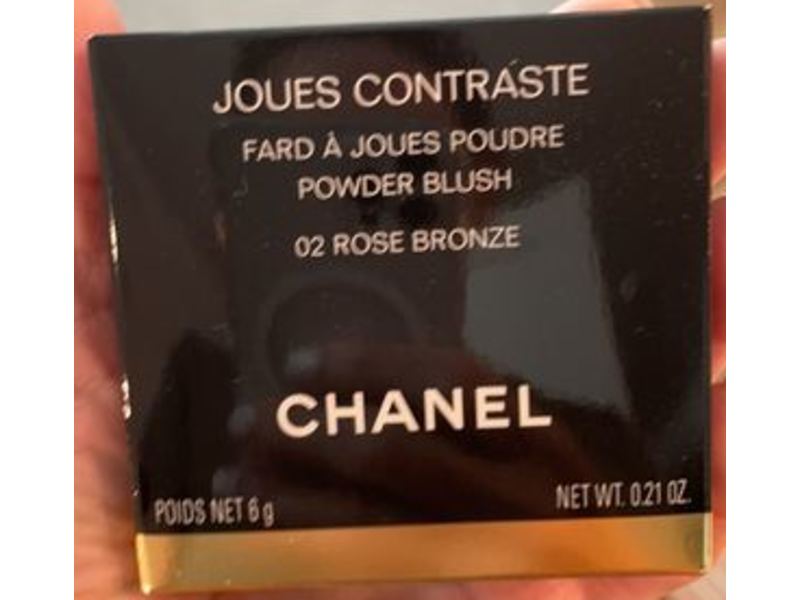 JOUES CONTRASTE
FARD À JOUES POUDRE
POWDER BLUSH
02 ROSE BRONZE
CHANEL
POIDS NET 6 g
NET WT. 0.21 OZ.